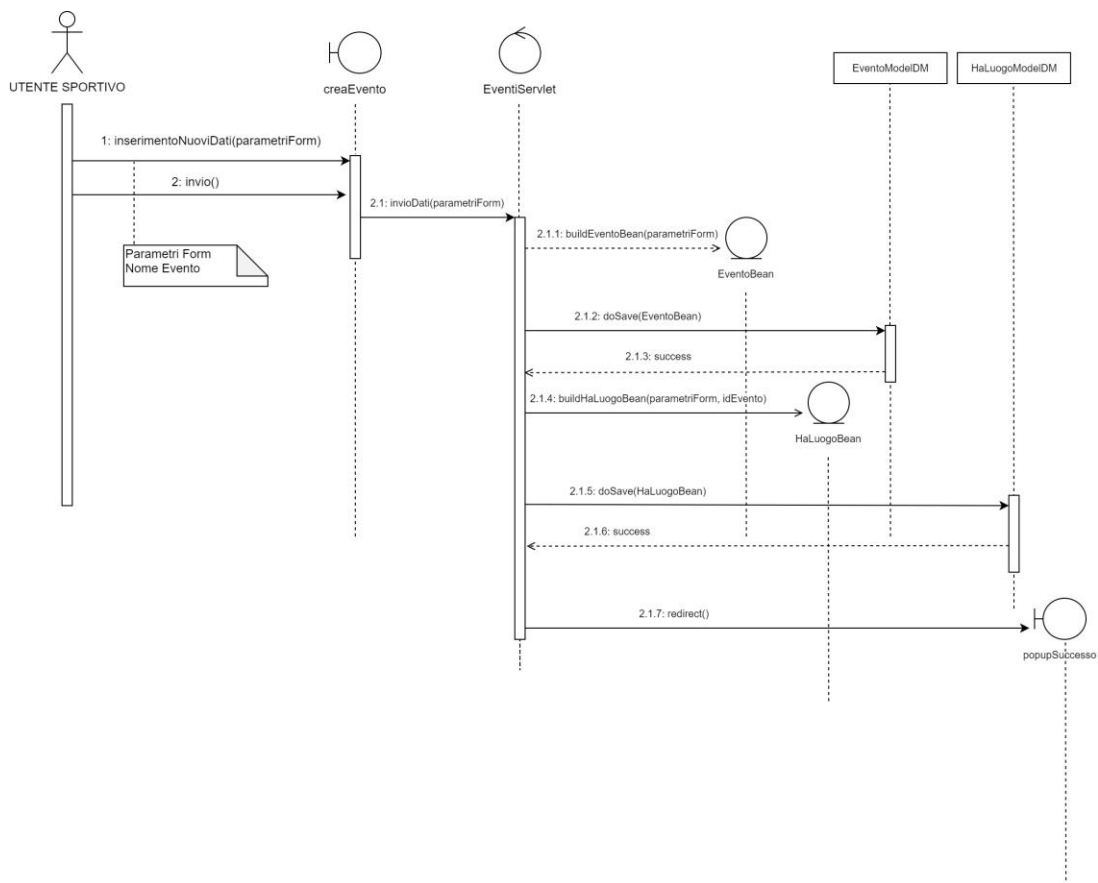 UTENTE SPORTIVO
creaEvento
EventiServlet
EventoModelDM
HaLuogoModelDM
1: inserimentoNuoviDati(parametriForm)
2: invio()
2.1: invioDati(parametriForm)
Parametri Form
Nome Evento
2.1.1: buildEventoBean(parametriForm)
EventoBean
2.1.2: doSave(EventoBean)
2.1.3: success
2.1.4: buildHaLuogoBean(parametriForm, idEvento)
HaLuogoBean
2.1.5: doSave(HaLuogoBean)
2.1.6: success
2.1.7: redirect()
popupSuccesso